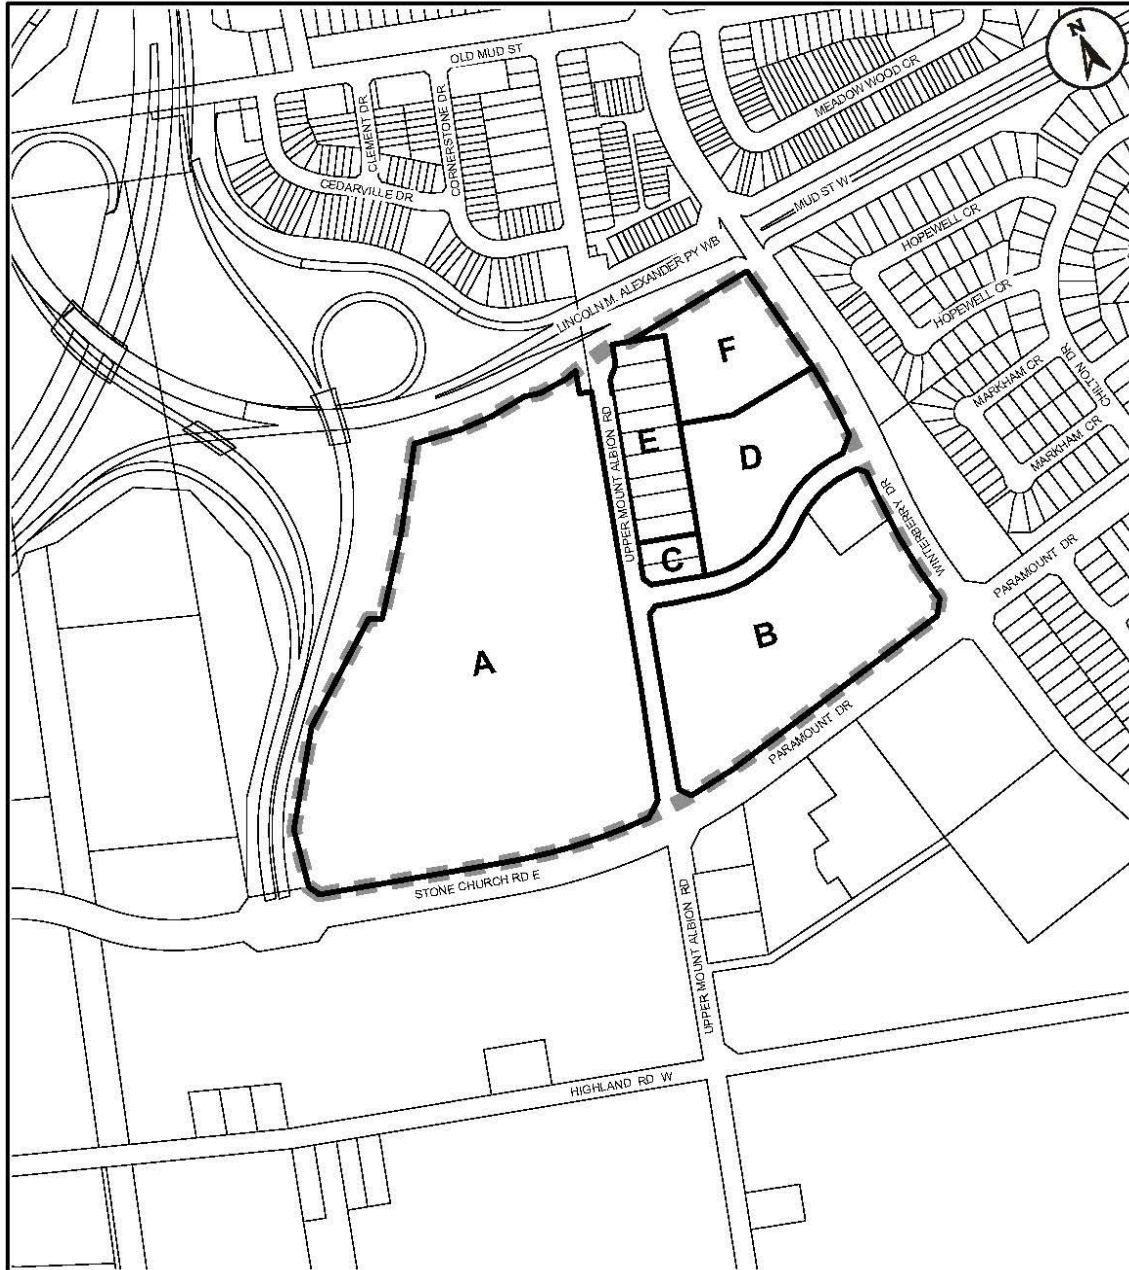 N
OLD MUD ST
MEADOW WOOD CR
CLEMENT DR
CORNERSTONE DR
CEDARVILLE DR
MUD ST W
HOPEWELL CR
LINCOLN M. ALEXANDER PY WB
HOPEWELL CR
MARKHAM CR
CHILTON DR
MARKHAM CR
F
E
D
UPPER MOUNT ALBION RD
C
WINTERBERRY DR
PARAMOUNT DR
B
A
PARAMOUNT DR
STONE CHURCH RD E
UPPER MOUNT ALBION RD
HIGHLAND RD W